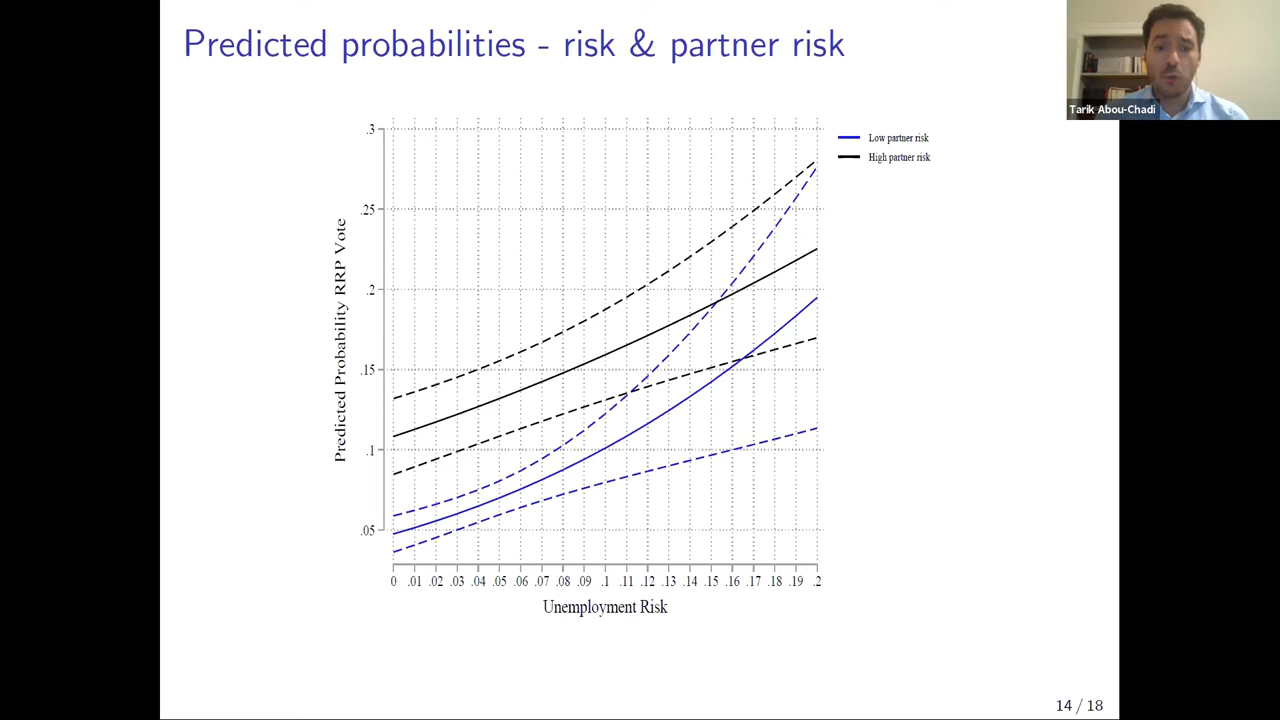 Predicted probabilities - risk & partner risk
Tarik Abou-Chadi
Low partner risk
High partner risk
Predicted Probability RRP Vote
.3
.25
.2
.15
.1
.05
0 .01 .02 .03 .04 .05 .06 .07 .08 .09 .1 .11 .12 .13 .14 .15 .16 .17 .18 .19 .2
Unemployment Risk
14 / 18